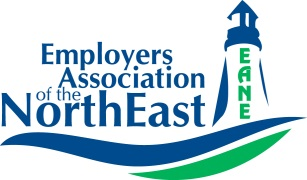 Employers
Association
of the
NorthEast
EANE